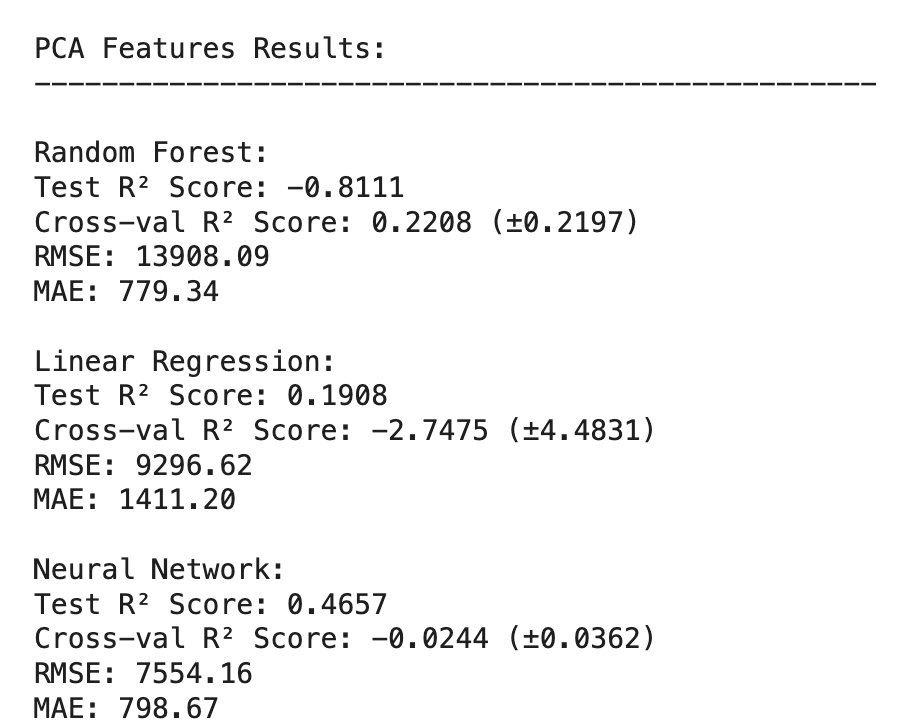 PCA Features Results:
--------------------------------------------------
Random Forest:
Test R² Score: -0.8111
Cross-val R² Score: 0.2208 (±0.2197)
RMSE: 13908.09
MAE: 779.34
Linear Regression:
Test R² Score: 0.1908
Cross-val R² Score: -2.7475 (±4.4831)
RMSE: 9296.62
MAE: 1411.20
Neural Network:
Test R² Score: 0.4657
Cross-val R² Score: -0.0244 (±0.0362)
RMSE: 7554.16
MAE: 798.67